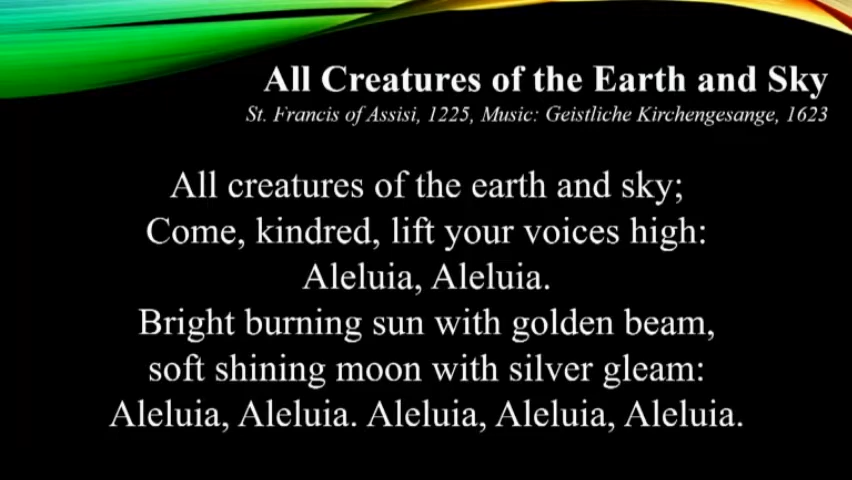 All Creatures of the Earth and Sky
St. Francis of Assisi, 1225, Music: Geistliche Kirchengesange, 1623
All creatures of the earth and sky;
Come, kindred, lift your voices high:
Aleluia, Aleluia.
Bright burning sun with golden beam,
soft shining moon with silver gleam:
Aleluia, Aleluia. Aleluia, Aleluia, Aleluia.